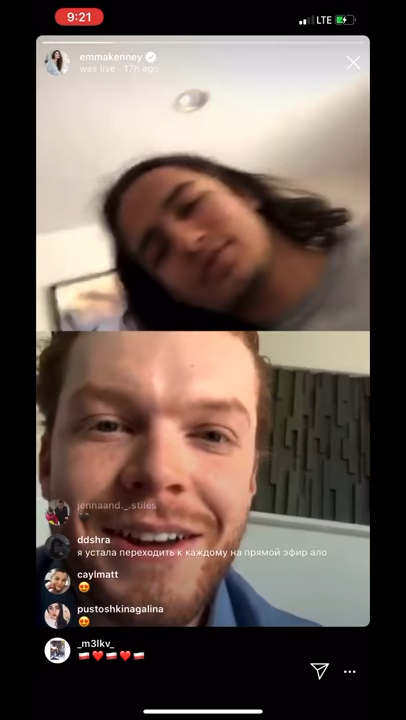 9:21
LTE
emmakenney
was live · 17h ago
jennaand._.stiles
ddshra
я устала переходить к каждому на прямой эфир ало
caylmatt
pustoshkinagalina
_m3lkv_